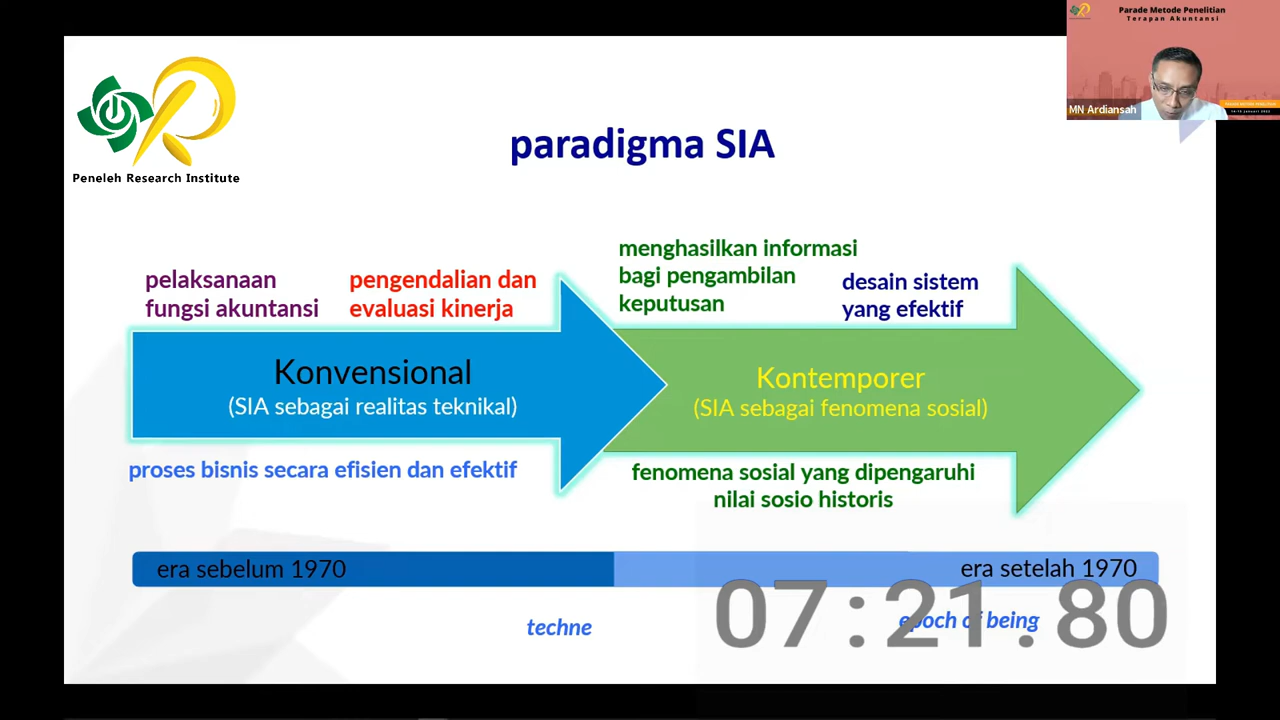 Parade Metode Penelitian
Terapan Akuntansi
MN Ardiansah
Peneleh Research Institute
paradigma SIA
pelaksanaan
fungsi akuntansi
pengendalian dan
evaluasi kinerja
menghasilkan informasi
bagi pengambilan
keputusan
desain sistem
yang efektif
Konvensional
(SIA sebagai realitas teknikal)
Kontemporer
(SIA sebagai fenomena sosial)
proses bisnis secara efisien dan efektif
fenomena sosial yang dipengaruhi
nilai sosio historis
era sebelum 1970
era setelah 1970
techne
epoch of being
07:21.80